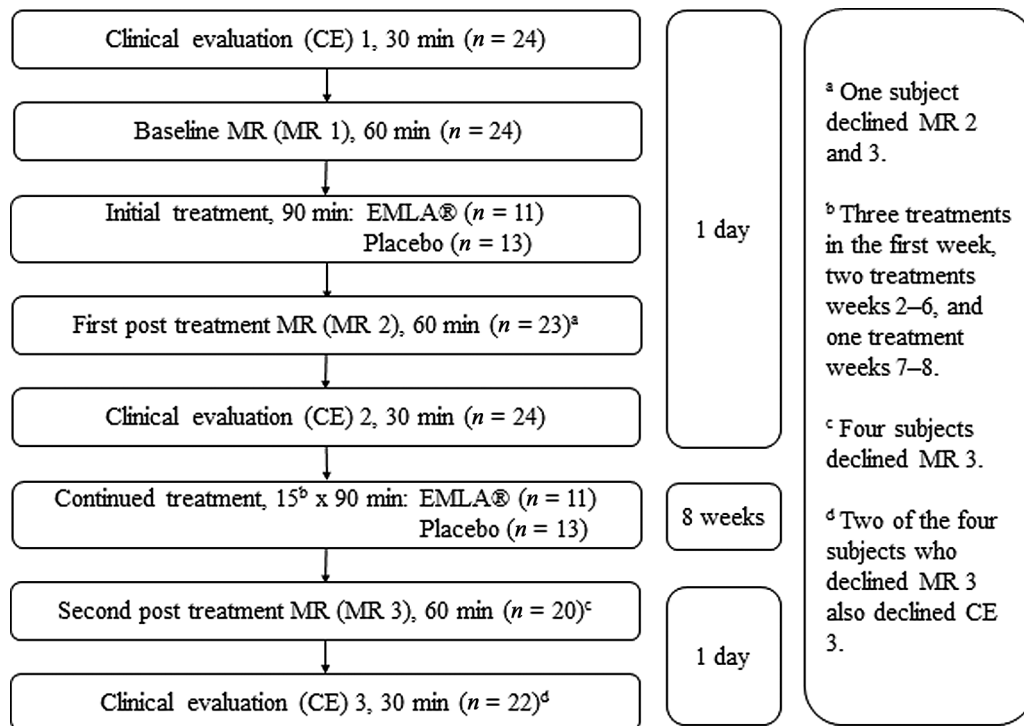 Clinical evaluation (CE) 1, 30 min (n = 24)
Baseline MR (MR 1), 60 min (n = 24)
Initial treatment, 90 min: EMLA® (n = 11)
Placebo (n = 13)
First post treatment MR (MR 2), 60 min (n = 23)ᵃ
Clinical evaluation (CE) 2, 30 min (n = 24)
Continued treatment, 15ᵇ x 90 min: EMLA® (n = 11)
Placebo (n = 13)
Second post treatment MR (MR 3), 60 min (n = 20)ᶜ
Clinical evaluation (CE) 3, 30 min (n = 22)ᵈ
1 day
8 weeks
1 day
ᵃ One subject
declined MR 2
and 3.
ᵇ Three treatments
in the first week,
two treatments
weeks 2–6, and
one treatment
weeks 7–8.
ᶜ Four subjects
declined MR 3.
ᵈ Two of the four
subjects who
declined MR 3
also declined CE
3.